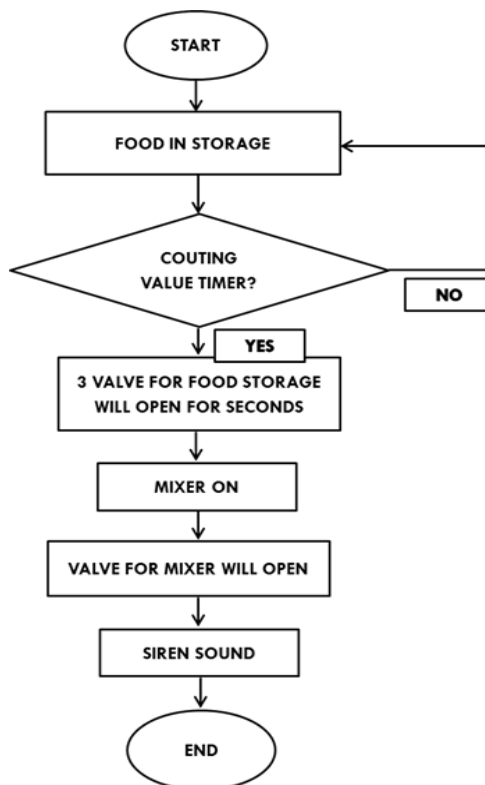 START
FOOD IN STORAGE
COUTING
VALUE TIMER?
NO
YES
3 VALVE FOR FOOD STORAGE
WILL OPEN FOR SECONDS
MIXER ON
VALVE FOR MIXER WILL OPEN
SIREN SOUND
END